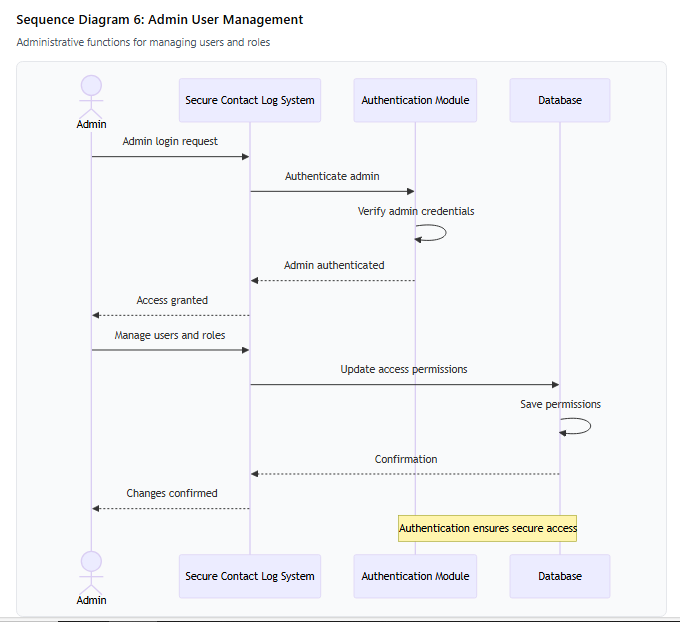 Sequence Diagram 6: Admin User Management
Administrative functions for managing users and roles
Admin
Secure Contact Log System
Authentication Module
Database
Admin login request
Authenticate admin
Verify admin credentials
Admin authenticated
Access granted
Manage users and roles
Update access permissions
Save permissions
Confirmation
Changes confirmed
Authentication ensures secure access
Admin
Secure Contact Log System
Authentication Module
Database